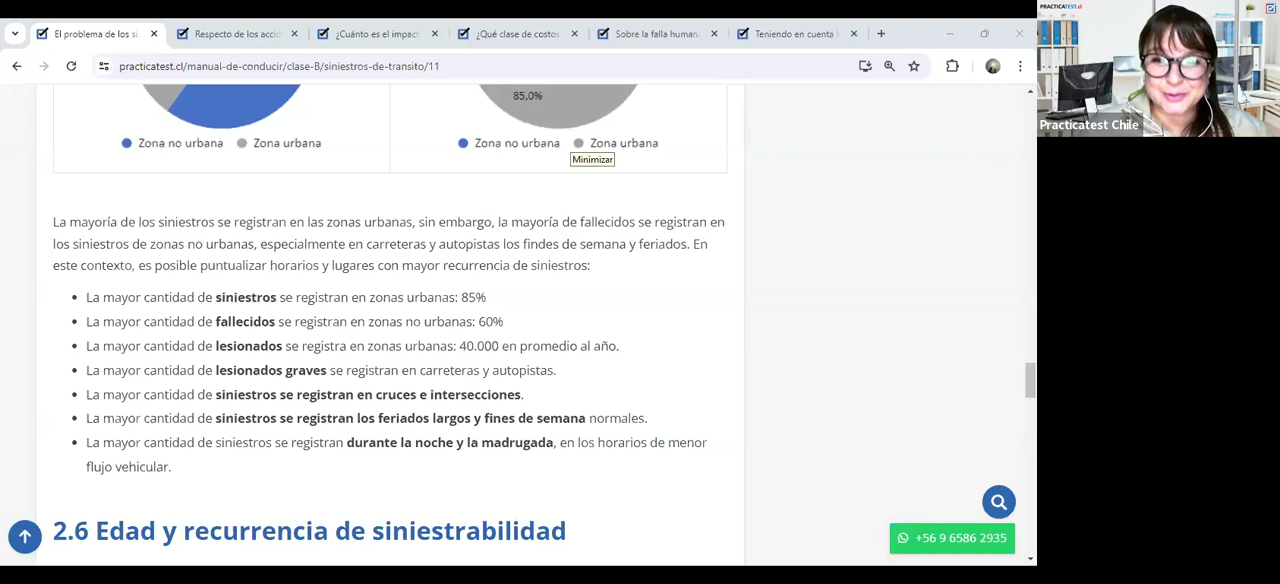 El problema de los si
Respecto de los acci
¿Cuánto es el impact
¿Qué clase de costos
Sobre la falla human
Teniendo en cuenta l
practicatest.cl/manual-de-conducir/clase-B/siniestros-de-transito/11
PRACTICATEST.cl
Practicatest Chile
85,0%
Zona no urbana Zona urbana
Zona no urbana Zona urbana
Minimizar
La mayoría de los siniestros se registran en las zonas urbanas, sin embargo, la mayoría de fallecidos se registran en
los siniestros de zonas no urbanas, especialmente en carreteras y autopistas los findes de semana y feriados. En
este contexto, es posible puntualizar horarios y lugares con mayor recurrencia de siniestros:
La mayor cantidad de siniestros se registran en zonas urbanas: 85%
La mayor cantidad de fallecidos se registran en zonas no urbanas: 60%
La mayor cantidad de lesionados se registra en zonas urbanas: 40.000 en promedio al año.
La mayor cantidad de lesionados graves se registran en carreteras y autopistas.
La mayor cantidad de siniestros se registran en cruces e intersecciones.
La mayor cantidad de siniestros se registran los feriados largos y fines de semana normales.
La mayor cantidad de siniestros se registran durante la noche y la madrugada, en los horarios de menor
flujo vehicular.
2.6 Edad y recurrencia de siniestrabilidad
+56 9 6586 2935